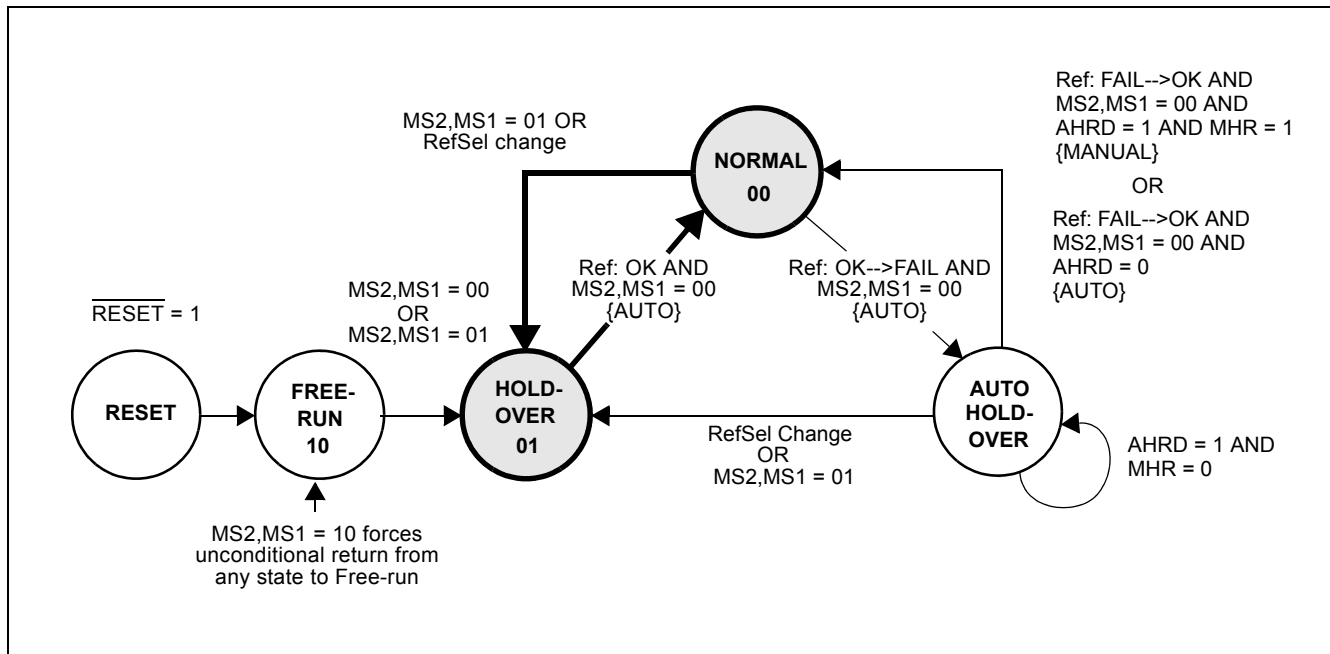 Ref: FAIL-->OK AND
MS2,MS1 = 00 AND
AHRD = 1 AND MHR = 1
{MANUAL}
OR
Ref: FAIL-->OK AND
MS2,MS1 = 00 AND
AHRD = 0
{AUTO}
MS2,MS1 = 01 OR
RefSel change
NORMAL
00
Ref: OK AND
MS2,MS1 = 00
{AUTO}
Ref: OK-->FAIL AND
MS2,MS1 = 00
{AUTO}
MS2,MS1 = 00
OR
MS2,MS1 = 01
RESET = 1
RESET
FREE-
RUN
10
HOLD-
OVER
01
AUTO
HOLD-
OVER
RefSel Change
OR
MS2,MS1 = 01
AHRD = 1 AND
MHR = 0
MS2,MS1 = 10 forces
unconditional return from
any state to Free-run